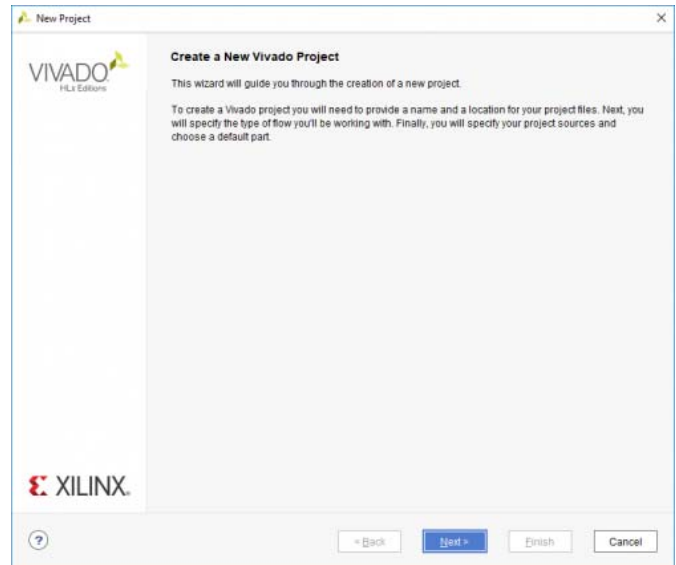 New Project
VIVADO
HLx Editions
Create a New Vivado Project
This wizard will guide you through the creation of a new project.
To create a Vivado project you will need to provide a name and a location for your project files. Next, you
will specify the type of flow you'll be working with. Finally, you will specify your project sources and
choose a default part.
XILINX
?
< Back
Next >
Finish
Cancel